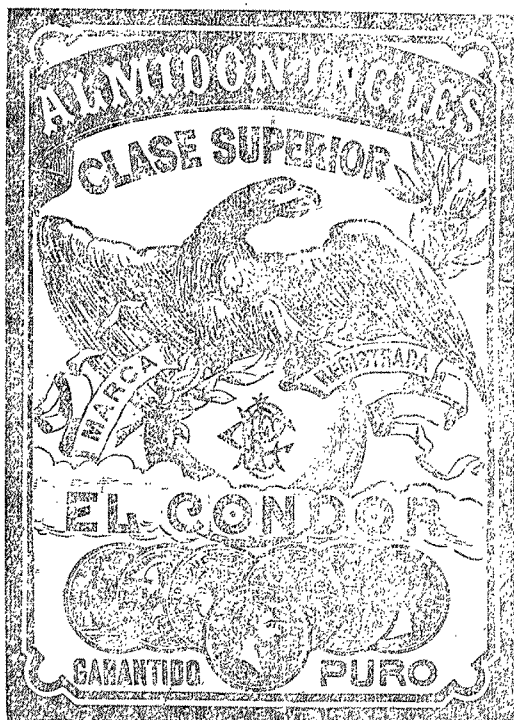 ALMIDON INGLES
CLASE SUPERIOR
MARCA REGISTRADA
EL CONDOR
GARANTIDO PURO